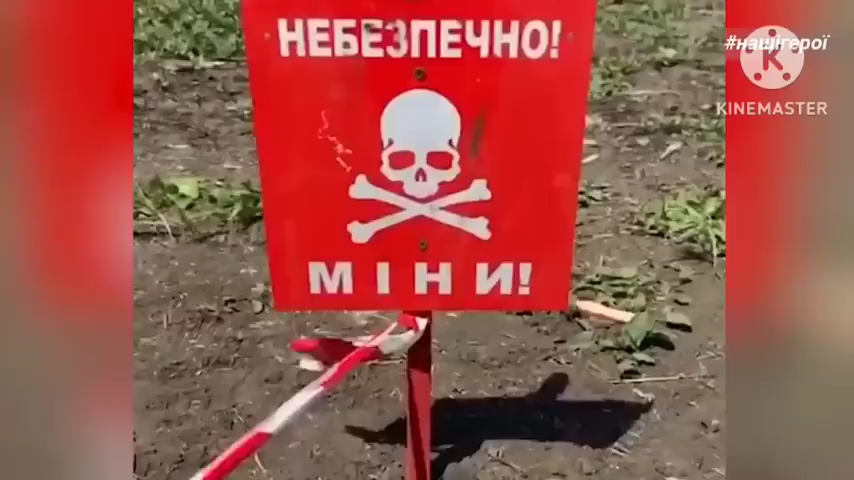 НЕБЕЗПЕЧНО!
МІНИ!
#нашігерої
K
KINEMASTER